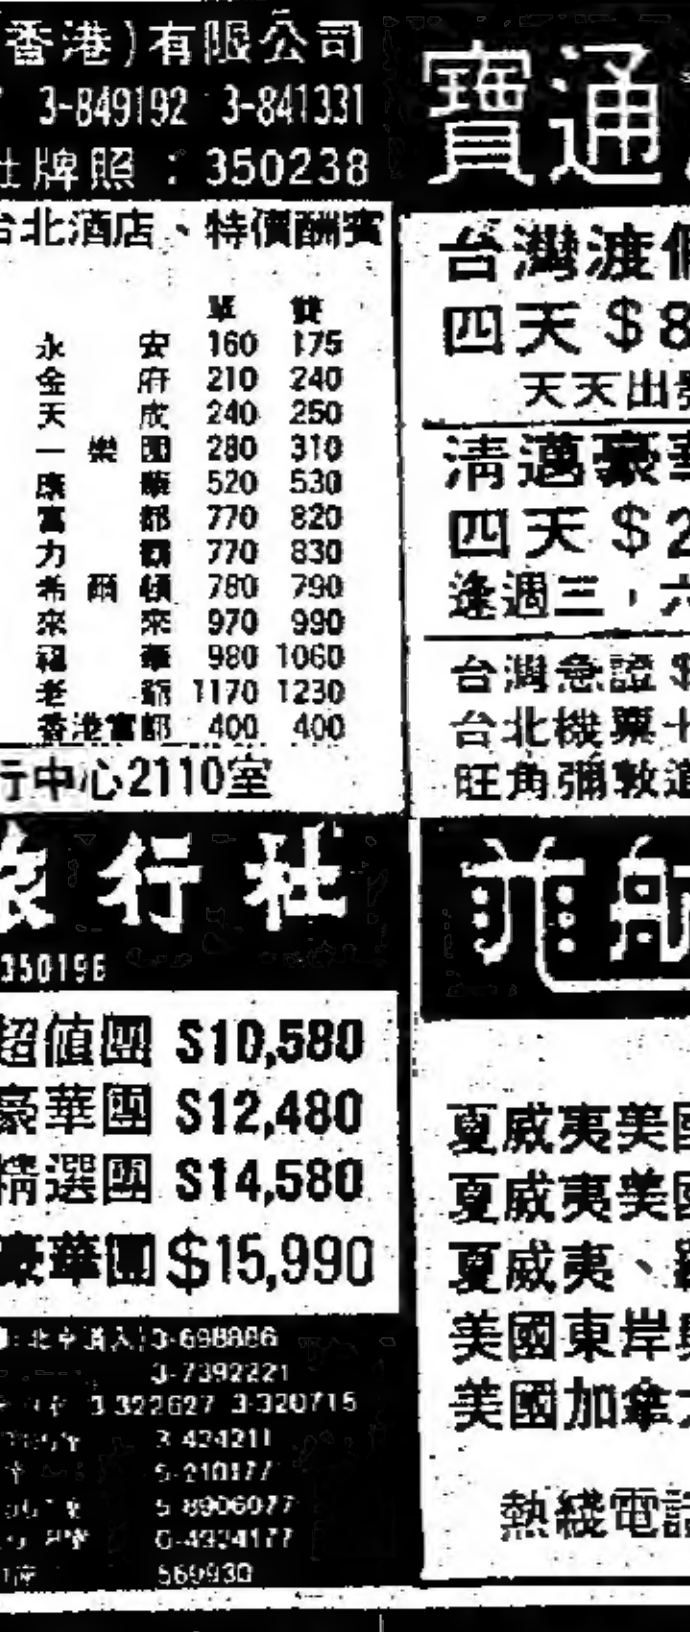 香港)有限公司
3-849192 3-841331
牌照:350238
台北酒店、特價酬賓
單 雙
永安 160 175
金府 210 240
天成 240 250
一樂園 280 310
康華 520 530
富都 770 820
力霸 770 830
希爾頓 780 790
來來 970 990
福華 980 1060
老爺 1170 1230
香港富都 400 400
行中心2110室
旅行社
350196
超值團 $10,580
豪華團 $12,480
精選團 $14,580
豪華團 $15,990
3-698886
3-7392221
3-322627 3-320715
3-424211
5-210177
5-8906077
0-4924177
569930
寶通
台灣渡假
四天 $8
天天出發
清邁豪華
四天 $2
逢週三,六
台灣急證 $
台北機票十
旺角彌敦道
航
夏威夷美國
夏威夷美國
夏威夷、
美國東岸
美國加拿大
熱綫電話